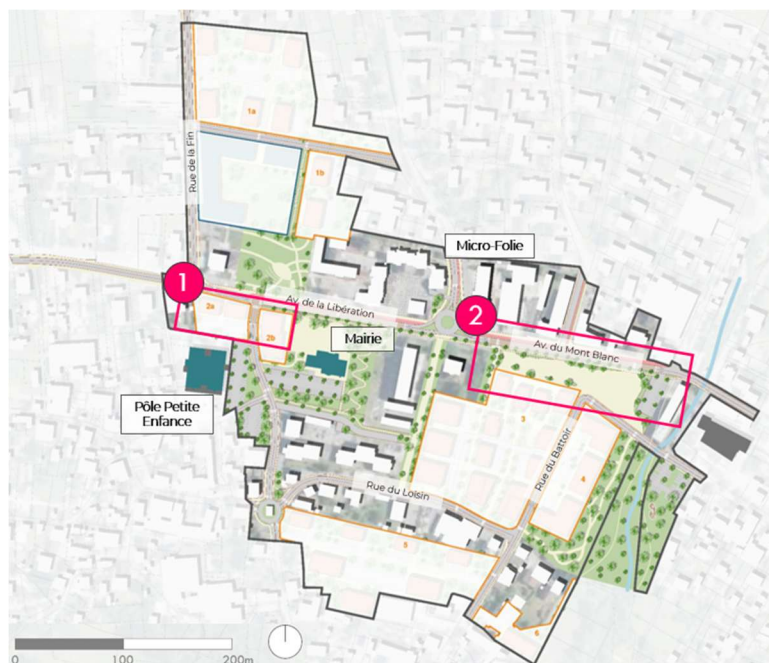 1a
Rue de la Fin
1b
Micro-Folie
1
Av. de la Libération
2a
2b
2
Mairie
Av. du Mont Blanc
Pôle Petite
Enfance
3
Rue du Battoir
4
Rue du Loisin
5
6
0
100
200m